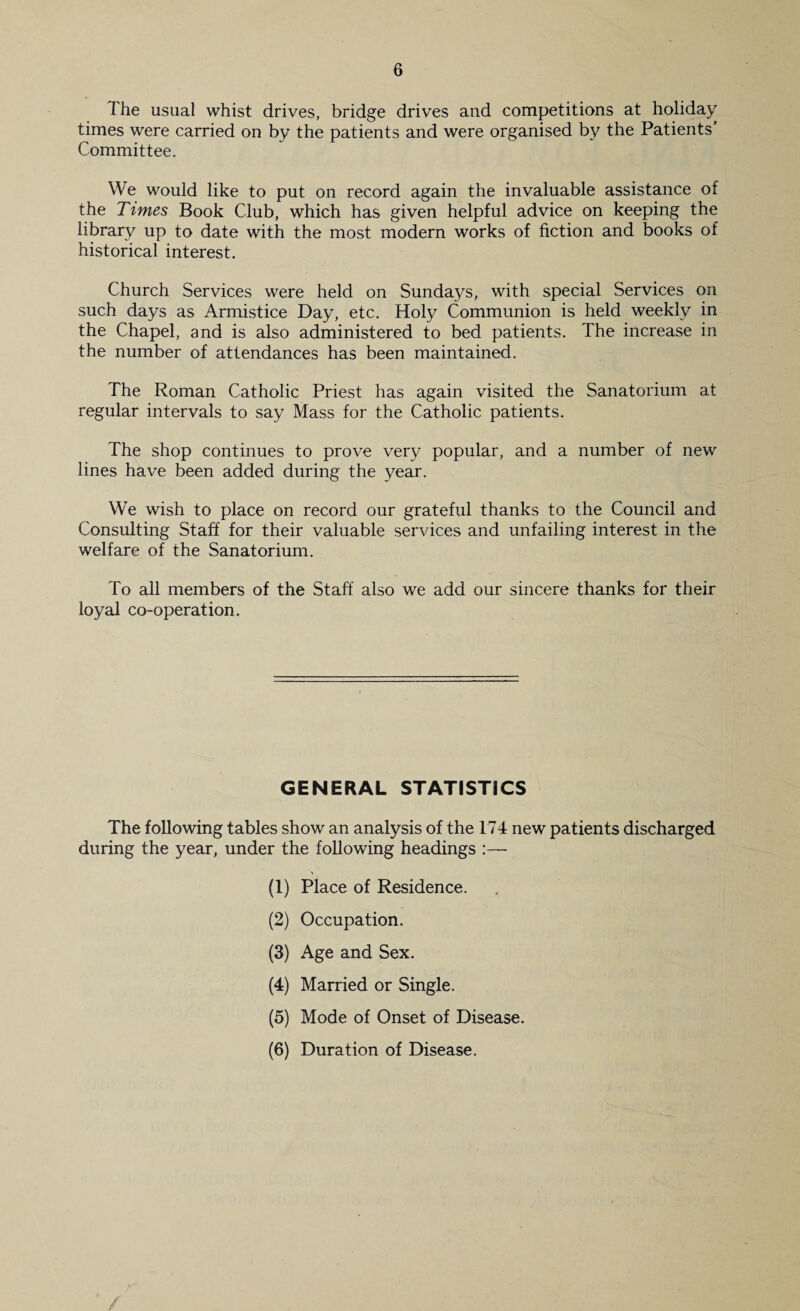 6
The usual whist drives, bridge drives and competitions at holiday
times were carried on by the patients and were organised by the Patients'
Committee.
We would like to put on record again the invaluable assistance of
the Times Book Club, which has given helpful advice on keeping the
library up to date with the most modern works of fiction and books of
historical interest.
Church Services were held on Sundays, with special Services on
such days as Armistice Day, etc. Holy Communion is held weekly in
the Chapel, and is also administered to bed patients. The increase in
the number of attendances has been maintained.
The Roman Catholic Priest has again visited the Sanatorium at
regular intervals to say Mass for the Catholic patients.
The shop continues to prove very popular, and a number of new
lines have been added during the year.
We wish to place on record our grateful thanks to the Council and
Consulting Staff for their valuable services and unfailing interest in the
welfare of the Sanatorium.
To all members of the Staff also we add our sincere thanks for their
loyal co-operation.
GENERAL STATISTICS
The following tables show an analysis of the 174 new patients discharged
during the year, under the following headings :—
(1) Place of Residence.
(2) Occupation.
(3) Age and Sex.
(4) Married or Single.
(5) Mode of Onset of Disease.
(6) Duration of Disease.